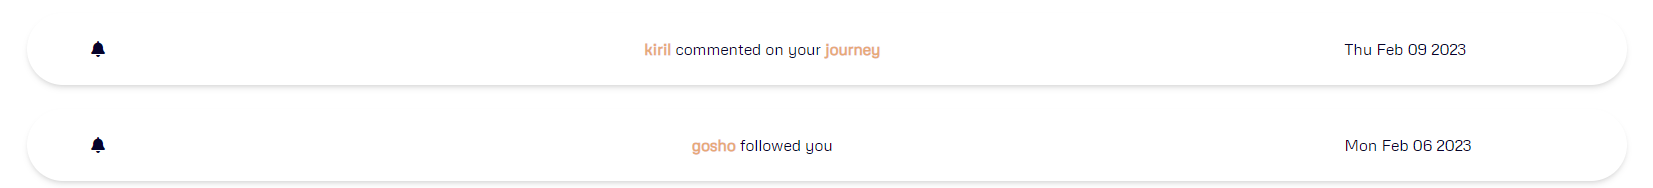 kiril commented on your journey Thu Feb 09 2023
gosho followed you Mon Feb 06 2023